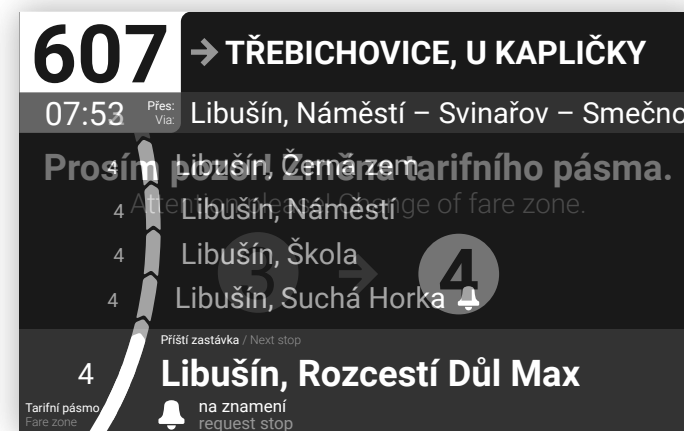 607
→ TŘEBICHOVICE, U KAPLIČKY
07:53
Přes:
Via:
Libušín, Náměstí – Svinařov – Smečno
Prosím pozor! Změna tarifního pásma.
Attention please! Change of fare zone.
3 → 4
4 Libušín, Černá zem
4 Libušín, Náměstí
4 Libušín, Škola
4 Libušín, Suchá Horka
Příští zastávka / Next stop
4 Libušín, Rozcestí Důl Max
Tarifní pásmo
Fare zone
na znamení
request stop